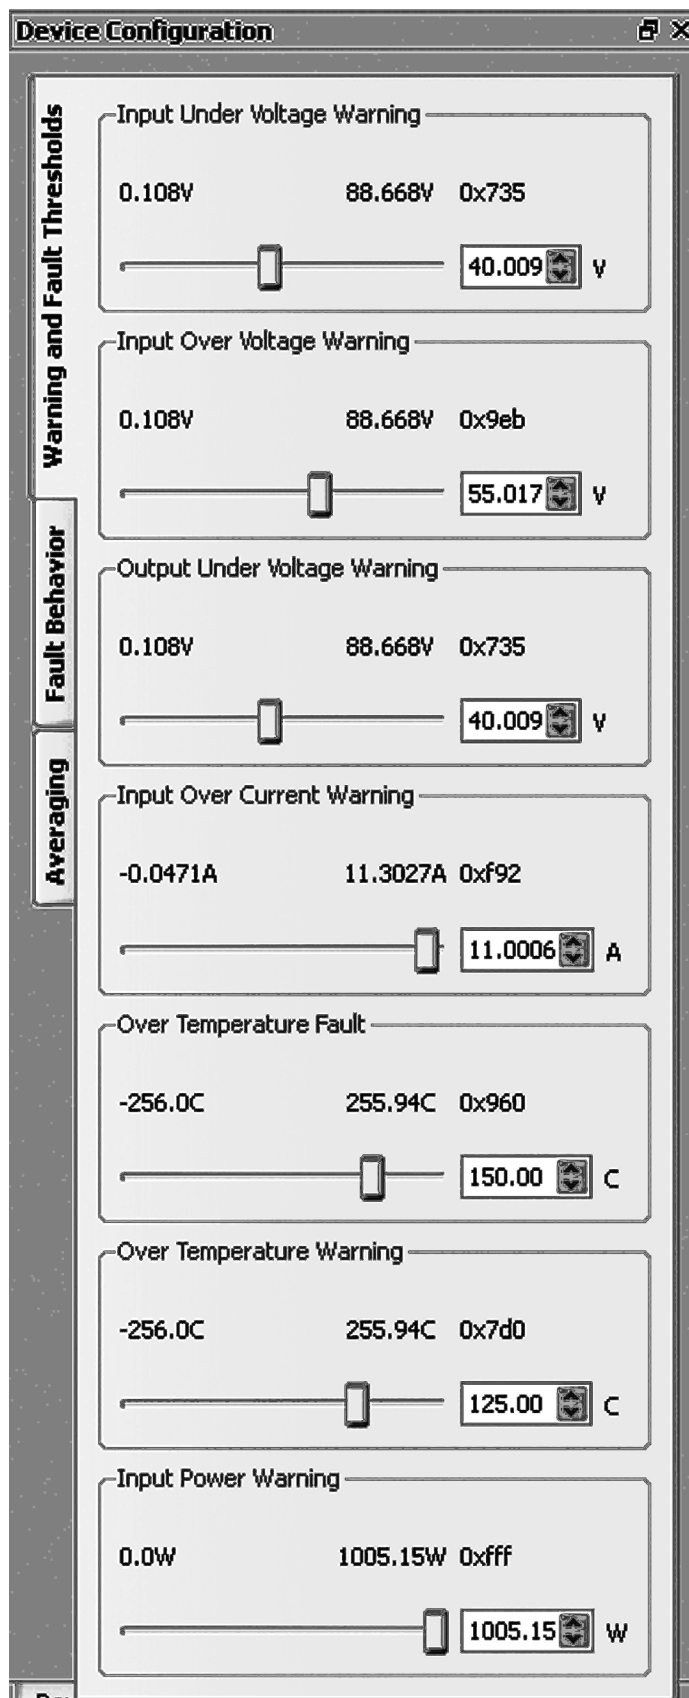 Device Configuration
Warning and Fault Thresholds
Fault Behavior
Averaging
Input Under Voltage Warning
0.108V 88.668V 0x735
40.009 V
Input Over Voltage Warning
0.108V 88.668V 0x9eb
55.017 V
Output Under Voltage Warning
0.108V 88.668V 0x735
40.009 V
Input Over Current Warning
-0.0471A 11.3027A 0xf92
11.0006 A
Over Temperature Fault
-256.0C 255.94C 0x960
150.00 C
Over Temperature Warning
-256.0C 255.94C 0x7d0
125.00 C
Input Power Warning
0.0W 1005.15W 0xfff
1005.15 W